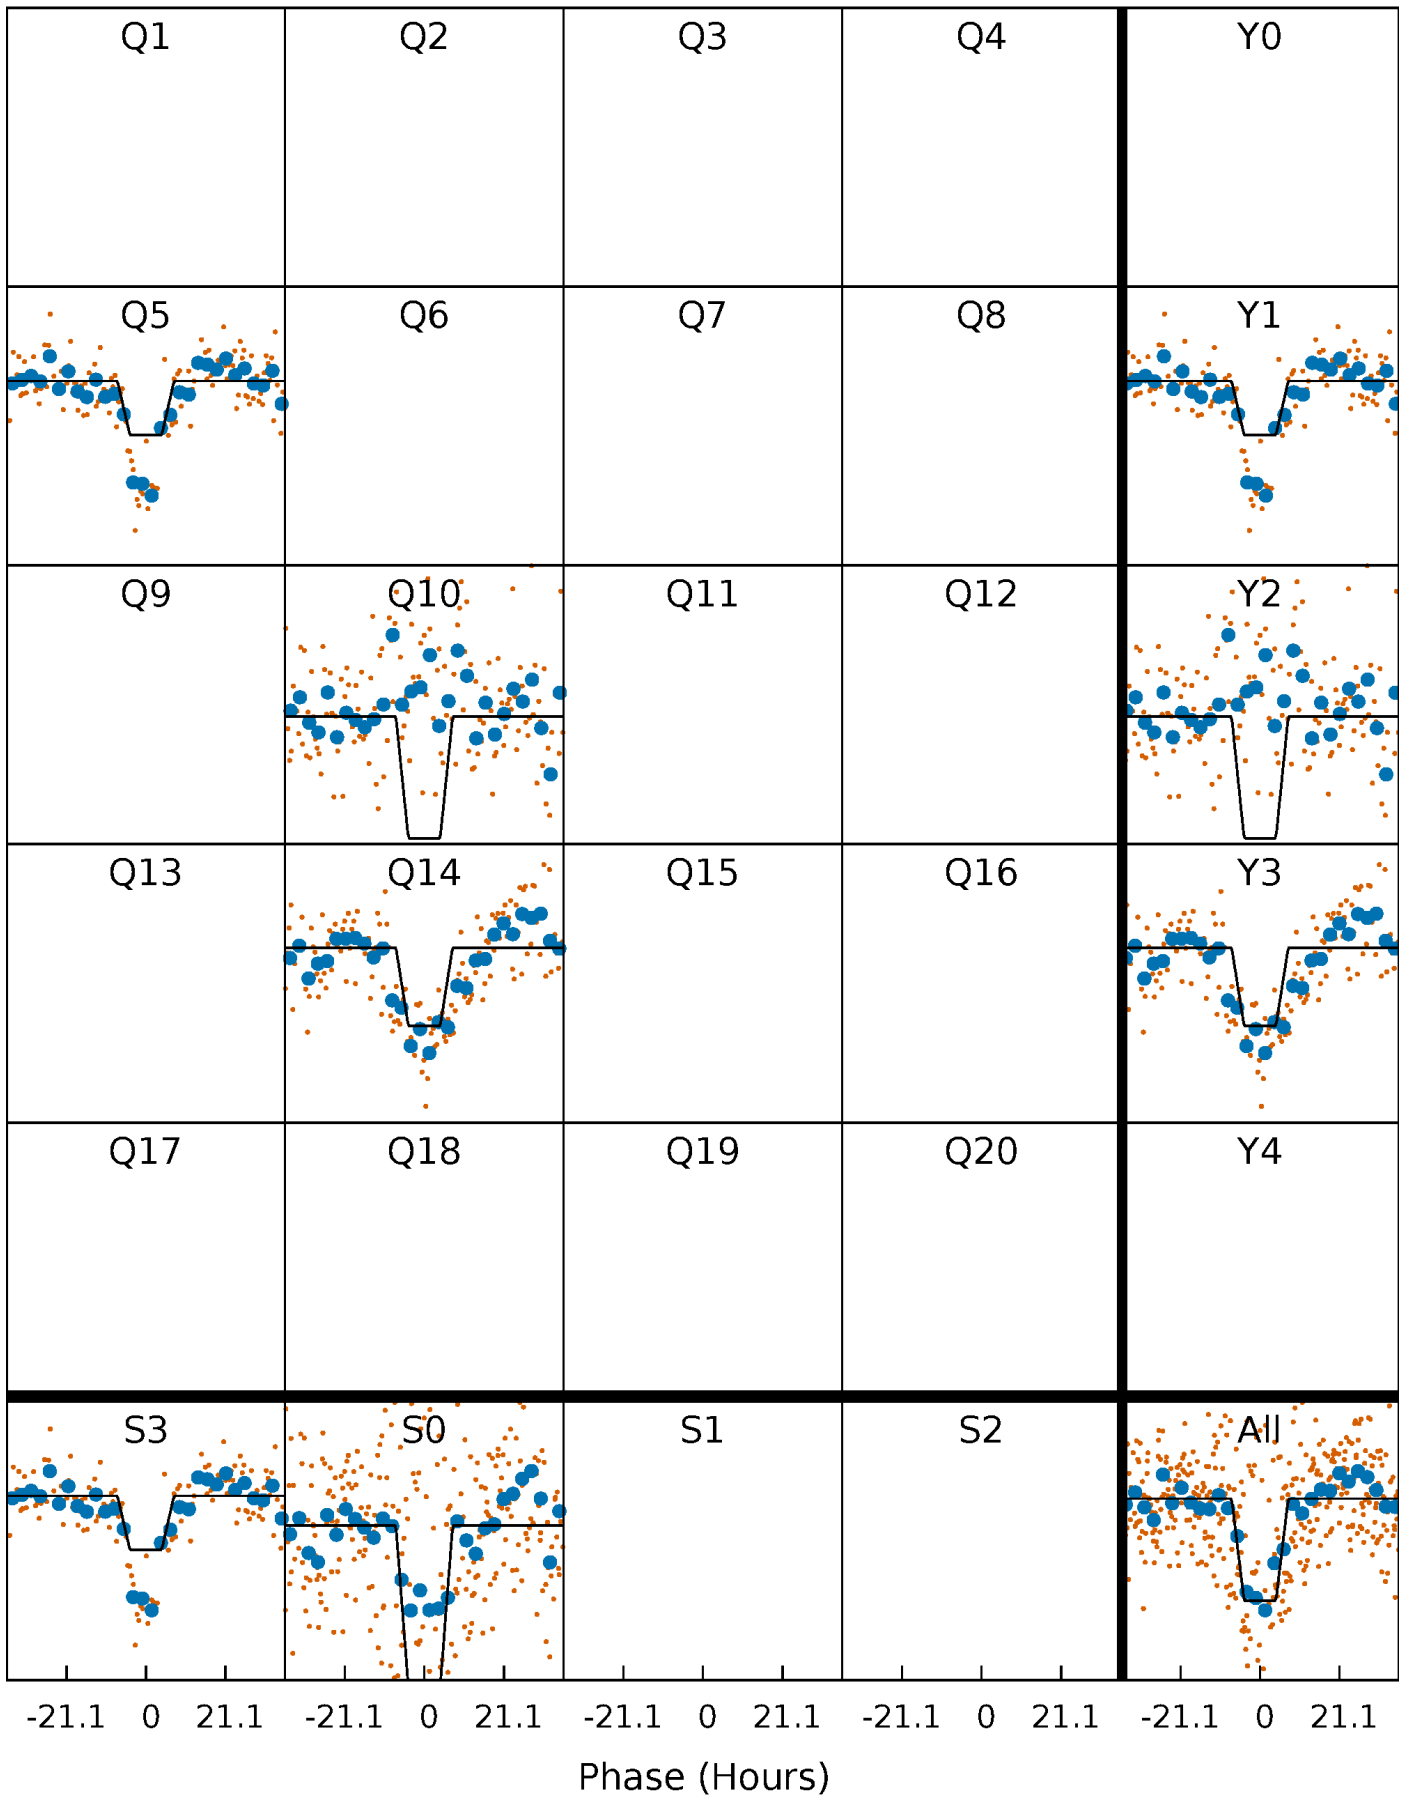 Q1 Q2 Q3 Q4 Y0
Q5 Q6 Q7 Q8 Y1
Q9 Q10 Q11 Q12 Y2
Q13 Q14 Q15 Q16 Y3
Q17 Q18 Q19 Q20 Y4
S3 S0 S1 S2 All
-21.1 0 21.1 -21.1 0 21.1 -21.1 0 21.1 -21.1 0 21.1 -21.1 0 21.1
Phase (Hours)